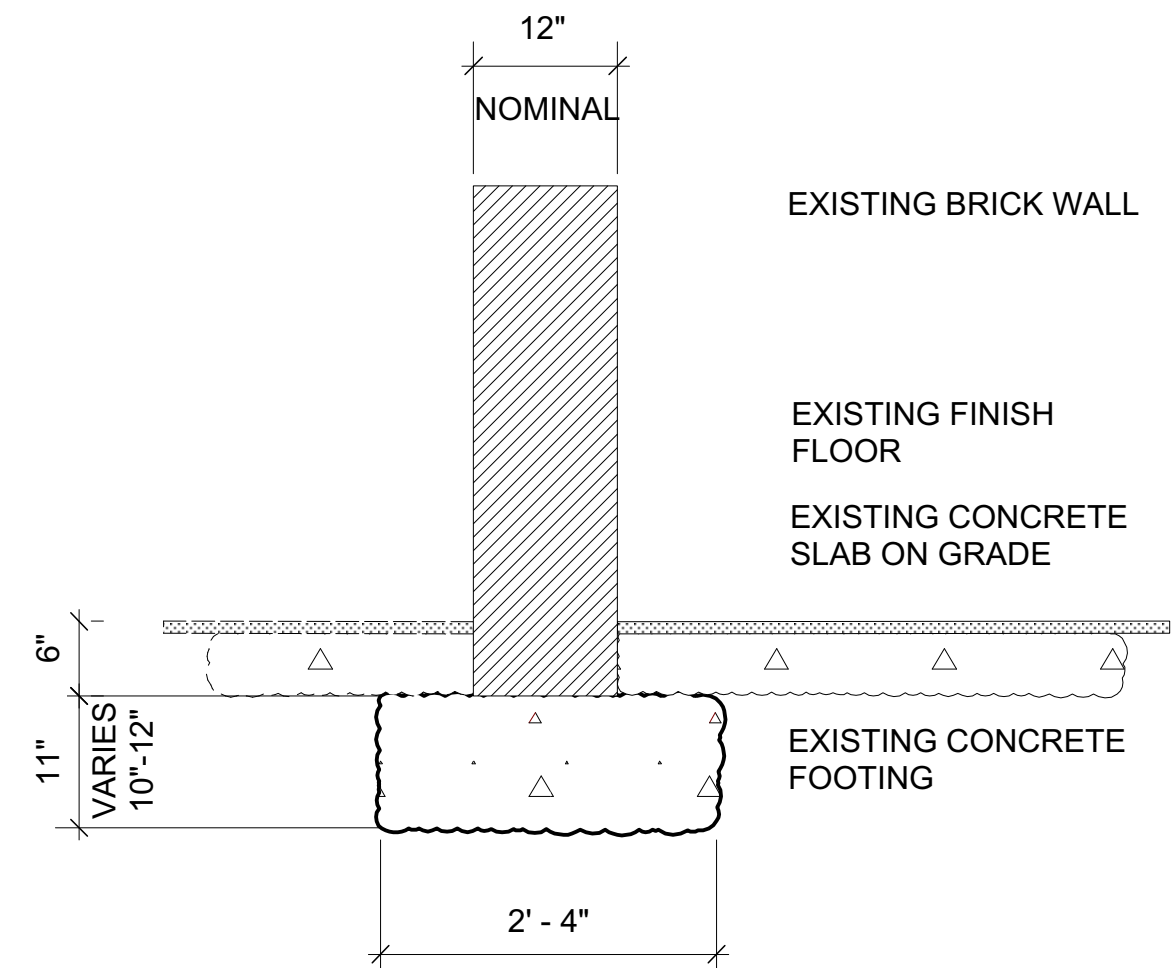 12"
NOMINAL
EXISTING BRICK WALL
EXISTING FINISH
FLOOR
EXISTING CONCRETE
SLAB ON GRADE
6"
11"
VARIES
10"-12"
EXISTING CONCRETE
FOOTING
2' - 4"